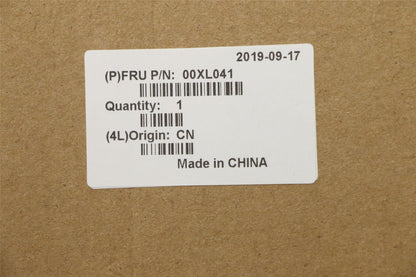 2019-09-17
(P)FRU P/N: 00XL041
Quantity: 1
(4L)Origin: CN
Made in CHINA